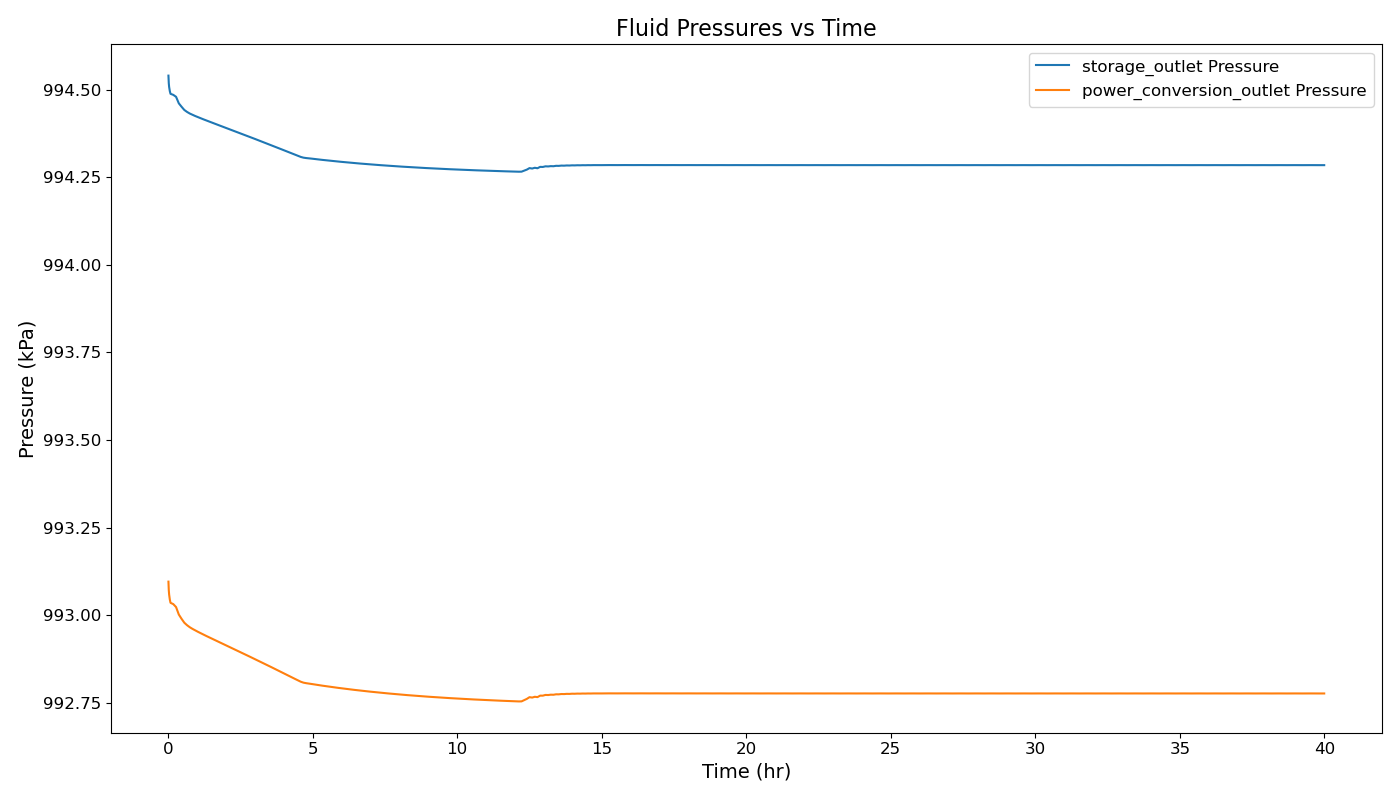 Fluid Pressures vs Time
storage_outlet Pressure
power_conversion_outlet Pressure
Pressure (kPa)
994.50
994.25
994.00
993.75
993.50
993.25
993.00
992.75
0 5 10 15 20 25 30 35 40
Time (hr)